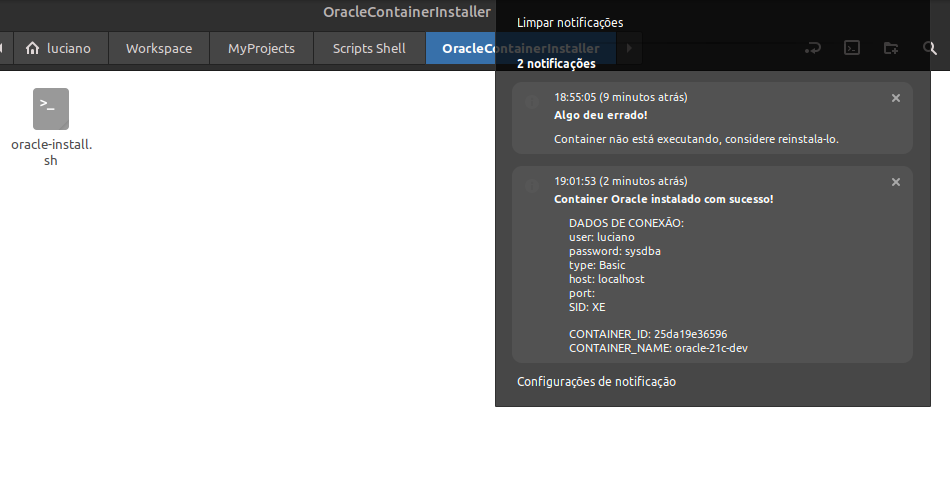 OracleContainerInstaller
Limpar notificações
luciano
Workspace
MyProjects
Scripts Shell
OracleContainerInstaller
2 notificações
>_
oracle-install.
sh
18:55:05 (9 minutos atrás)
Algo deu errado!
Container não está executando, considere reinstala-lo.
19:01:53 (2 minutos atrás)
Container Oracle instalado com sucesso!
DADOS DE CONEXÃO:
user: luciano
password: sysdba
type: Basic
host: localhost
port:
SID: XE
CONTAINER_ID: 25da19e36596
CONTAINER_NAME: oracle-21c-dev
Configurações de notificação